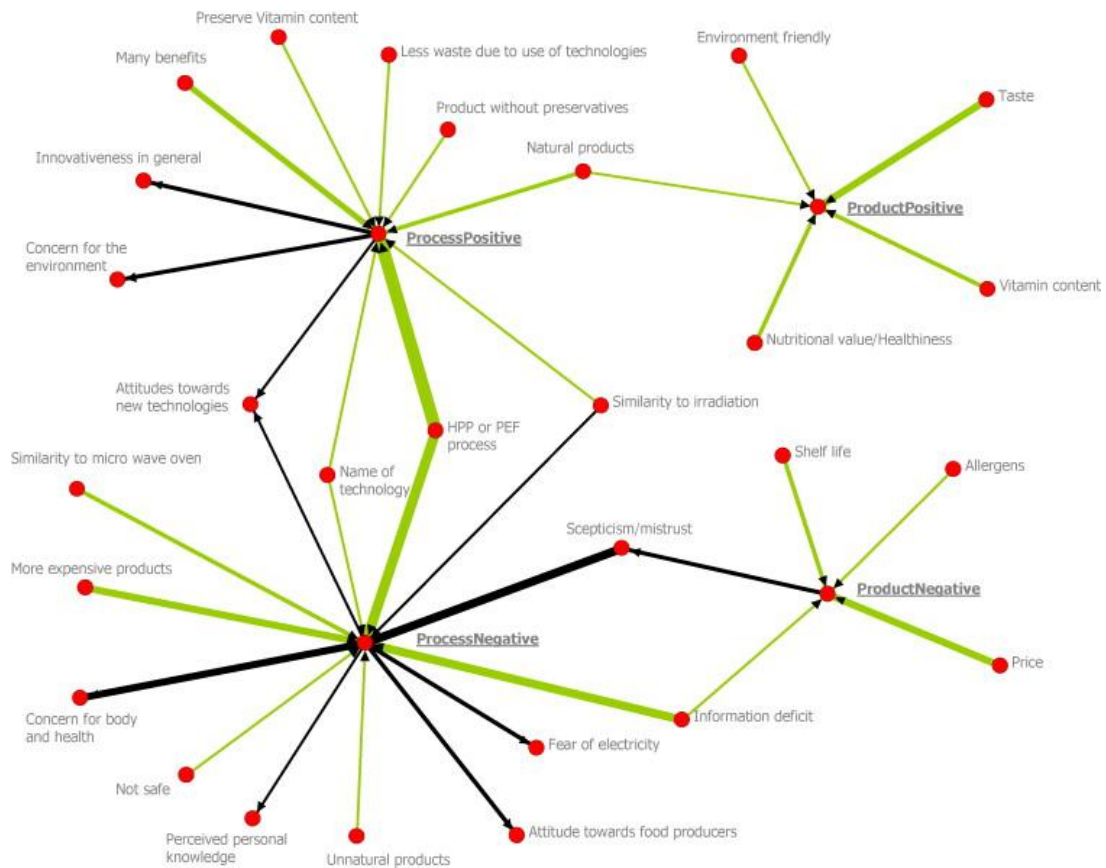 Preserve Vitamin content
Many benefits
Less waste due to use of technologies
Environment friendly
Taste
Product without preservatives
Innovativeness in general
Natural products
ProductPositive
ProcessPositive
Concern for the
environment
Vitamin content
Nutritional value/Healthiness
Attitudes towards
new technologies
Similarity to irradiation
HPP or PEF
process
Similarity to micro wave oven
Name of
technology
Shelf life
Allergens
Scepticism/mistrust
More expensive products
ProductNegative
ProcessNegative
Price
Concern for body
and health
Information deficit
Fear of electricity
Not safe
Perceived personal
knowledge
Unnatural products
Attitude towards food producers